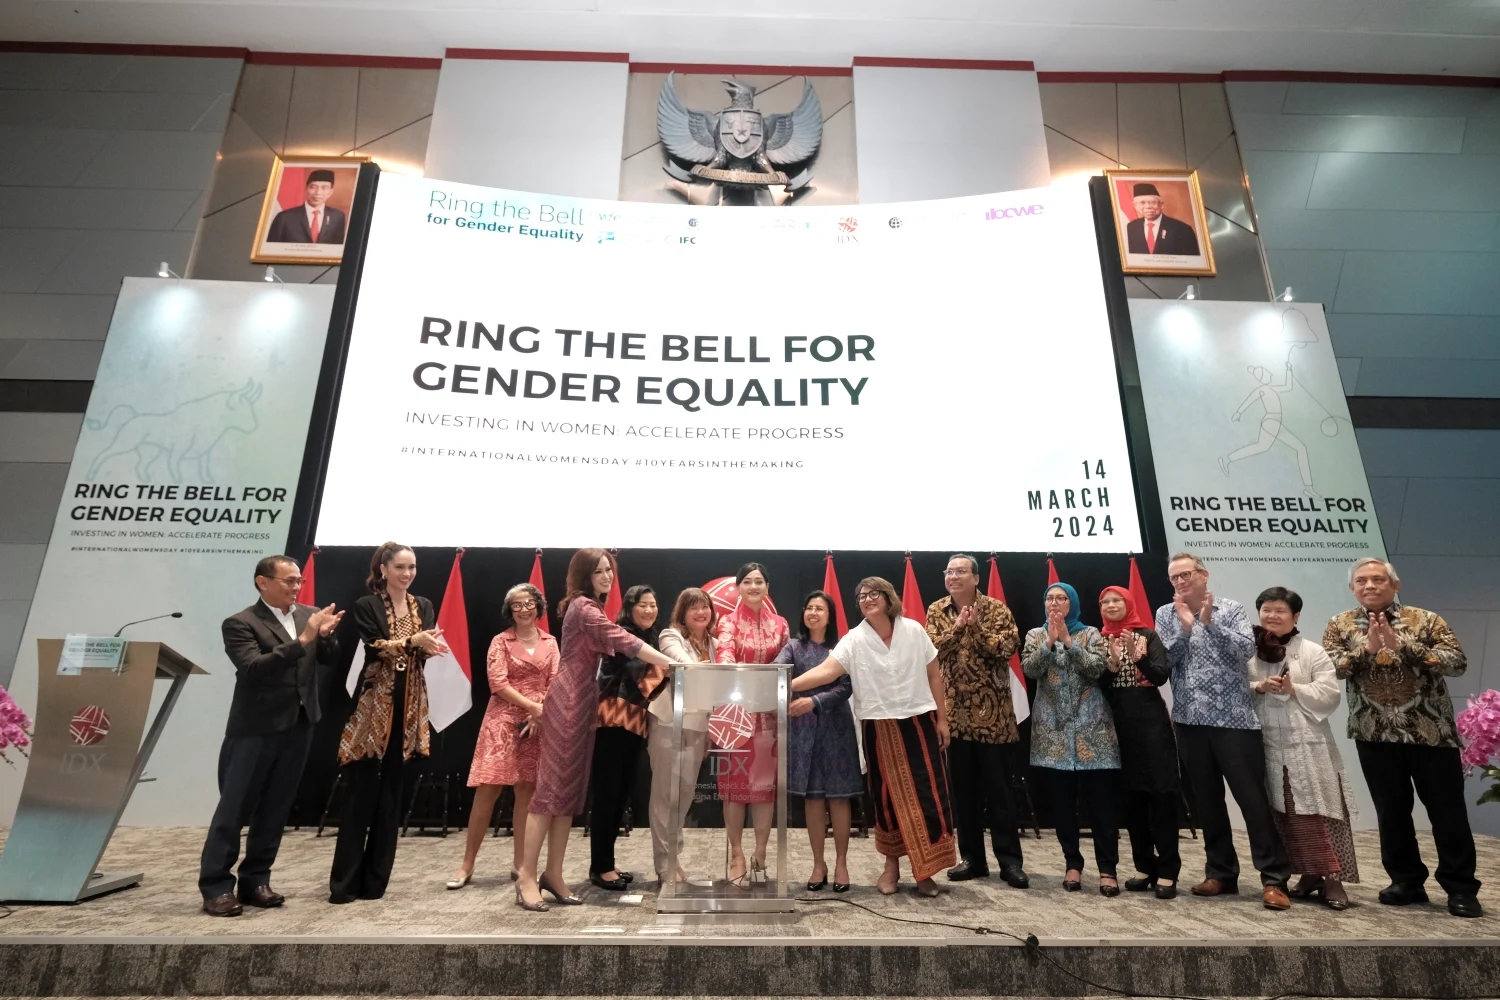 Ring the Bell
for Gender Equality
IFC
IDX
RING THE BELL FOR
GENDER EQUALITY
INVESTING IN WOMEN: ACCELERATE PROGRESS
#INTERNATIONALWOMENSDAY #10YEARSINTHEMAKING
14
MARCH
2024
RING THE BELL FOR
GENDER EQUALITY
INVESTING IN WOMEN: ACCELERATE PROGRESS
#INTERNATIONALWOMENSDAY #10YEARSINTHEMAKING
RING THE BELL FOR
GENDER EQUALITY
INVESTING IN WOMEN: ACCELERATE PROGRESS
IDX
IDX